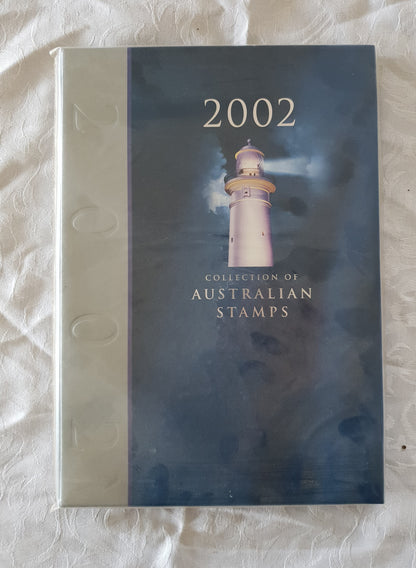 2002
2002
COLLECTION OF
AUSTRALIAN
STAMPS